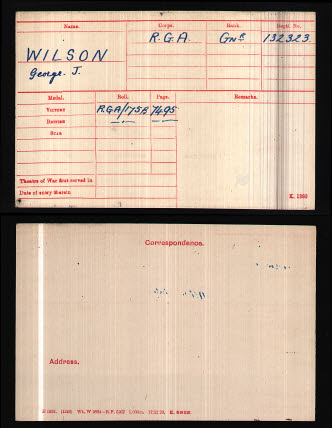 Name. Corps. Rank. Regtl. No.
WILSON R.G.A. Gnr 132323
George. J.
Medal. Roll. Page. Remarks.
Victory R.G.A/175B 7495
British - " - - " -
Star
Theatre of War first served in
Date of entry therein
K. 1380
Correspondence.
Address.